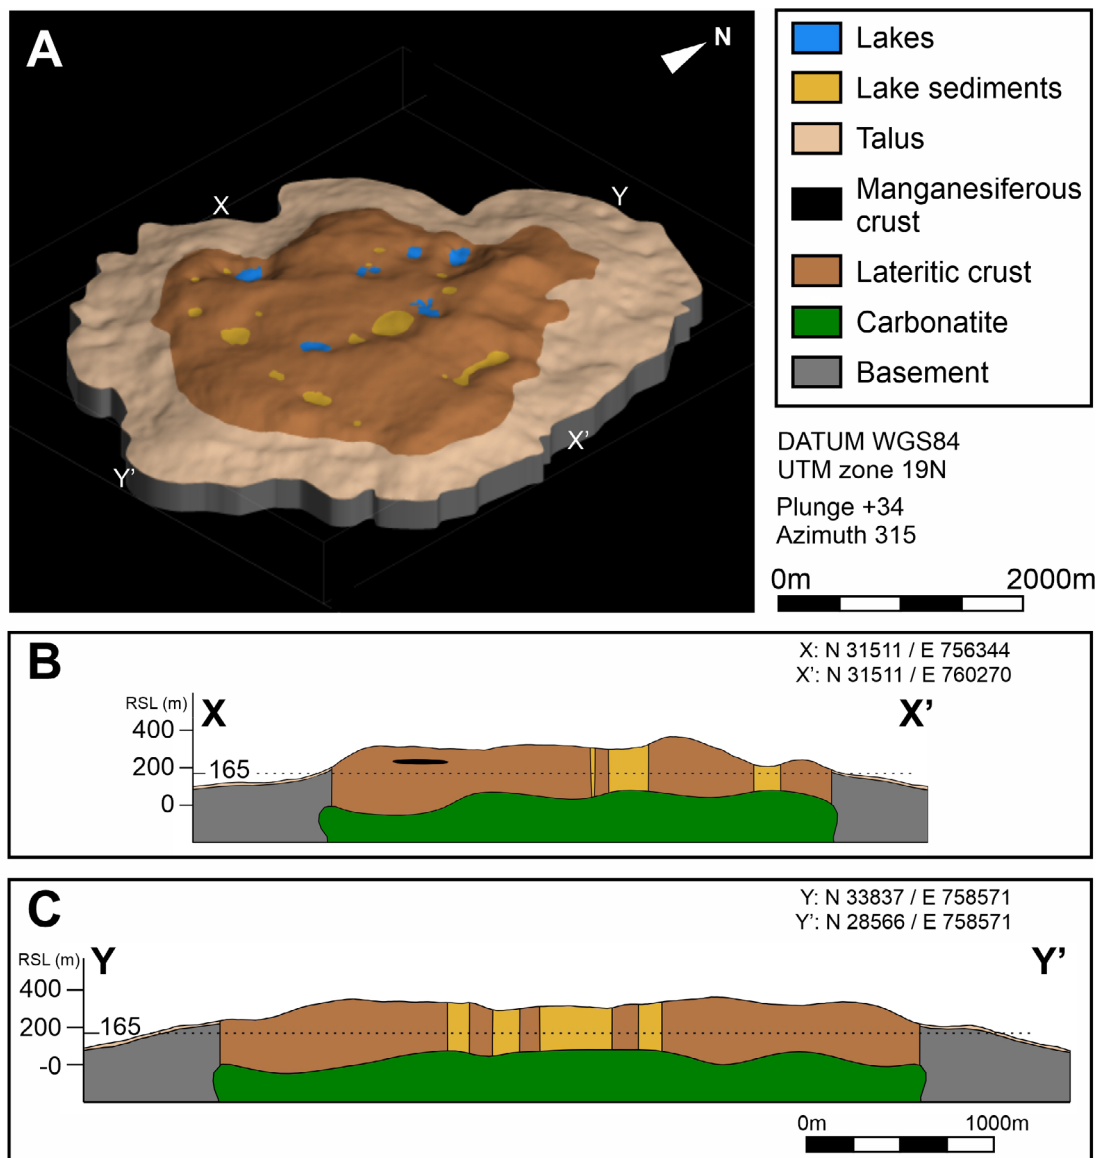 A
N
X
Y
X’
Y’
Lakes
Lake sediments
Talus
Manganesiferous
crust
Lateritic crust
Carbonatite
Basement
DATUM WGS84
UTM zone 19N
Plunge +34
Azimuth 315
0m 2000m
B
X: N 31511 / E 756344
X’: N 31511 / E 760270
RSL (m)
X
X’
400
200
165
0
C
Y: N 33837 / E 758571
Y’: N 28566 / E 758571
RSL (m)
Y
Y’
400
200
165
-0
0m 1000m